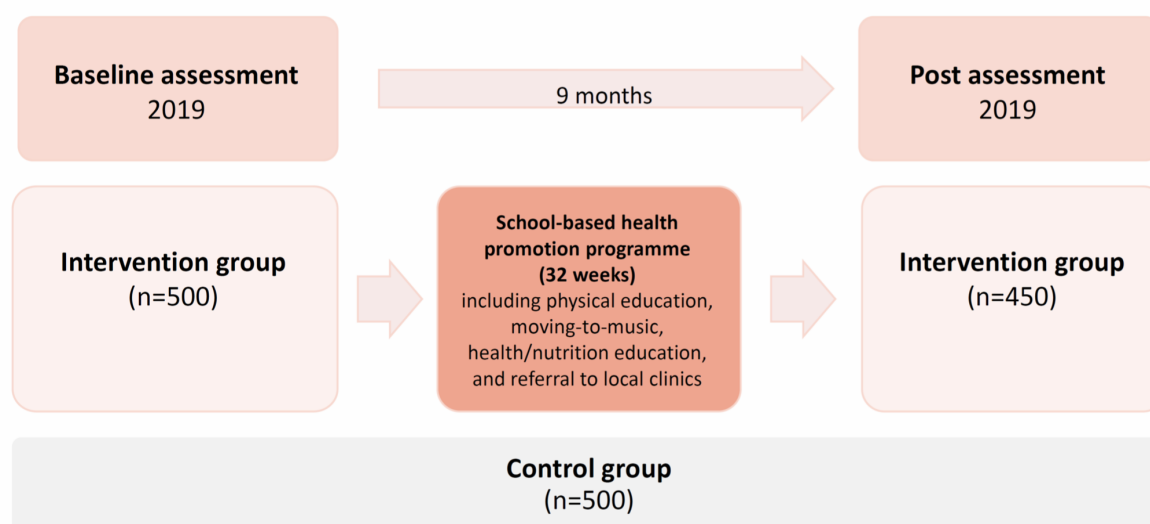 Baseline assessment
2019
9 months
Post assessment
2019
Intervention group
(n=500)
School-based health
promotion programme
(32 weeks)
including physical education,
moving-to-music,
health/nutrition education,
and referral to local clinics
Intervention group
(n=450)
Control group
(n=500)